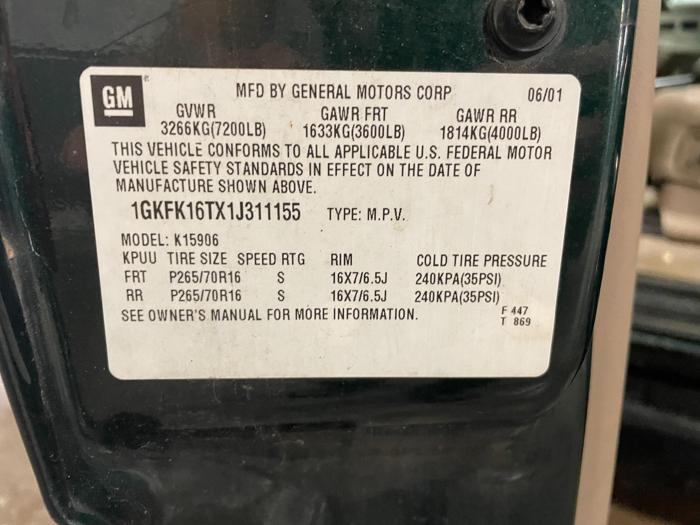 GM
MFD BY GENERAL MOTORS CORP 06/01
GVWR GAWR FRT GAWR RR
3266KG(7200LB) 1633KG(3600LB) 1814KG(4000LB)
THIS VEHICLE CONFORMS TO ALL APPLICABLE U.S. FEDERAL MOTOR
VEHICLE SAFETY STANDARDS IN EFFECT ON THE DATE OF
MANUFACTURE SHOWN ABOVE.
1GKFK16TX1J311155 TYPE: M.P.V.
MODEL: K15906
KPUU TIRE SIZE SPEED RTG RIM COLD TIRE PRESSURE
FRT P265/70R16 S 16X7/6.5J 240KPA(35PSI)
RR P265/70R16 S 16X7/6.5J 240KPA(35PSI)
SEE OWNER'S MANUAL FOR MORE INFORMATION. F 447
T 869